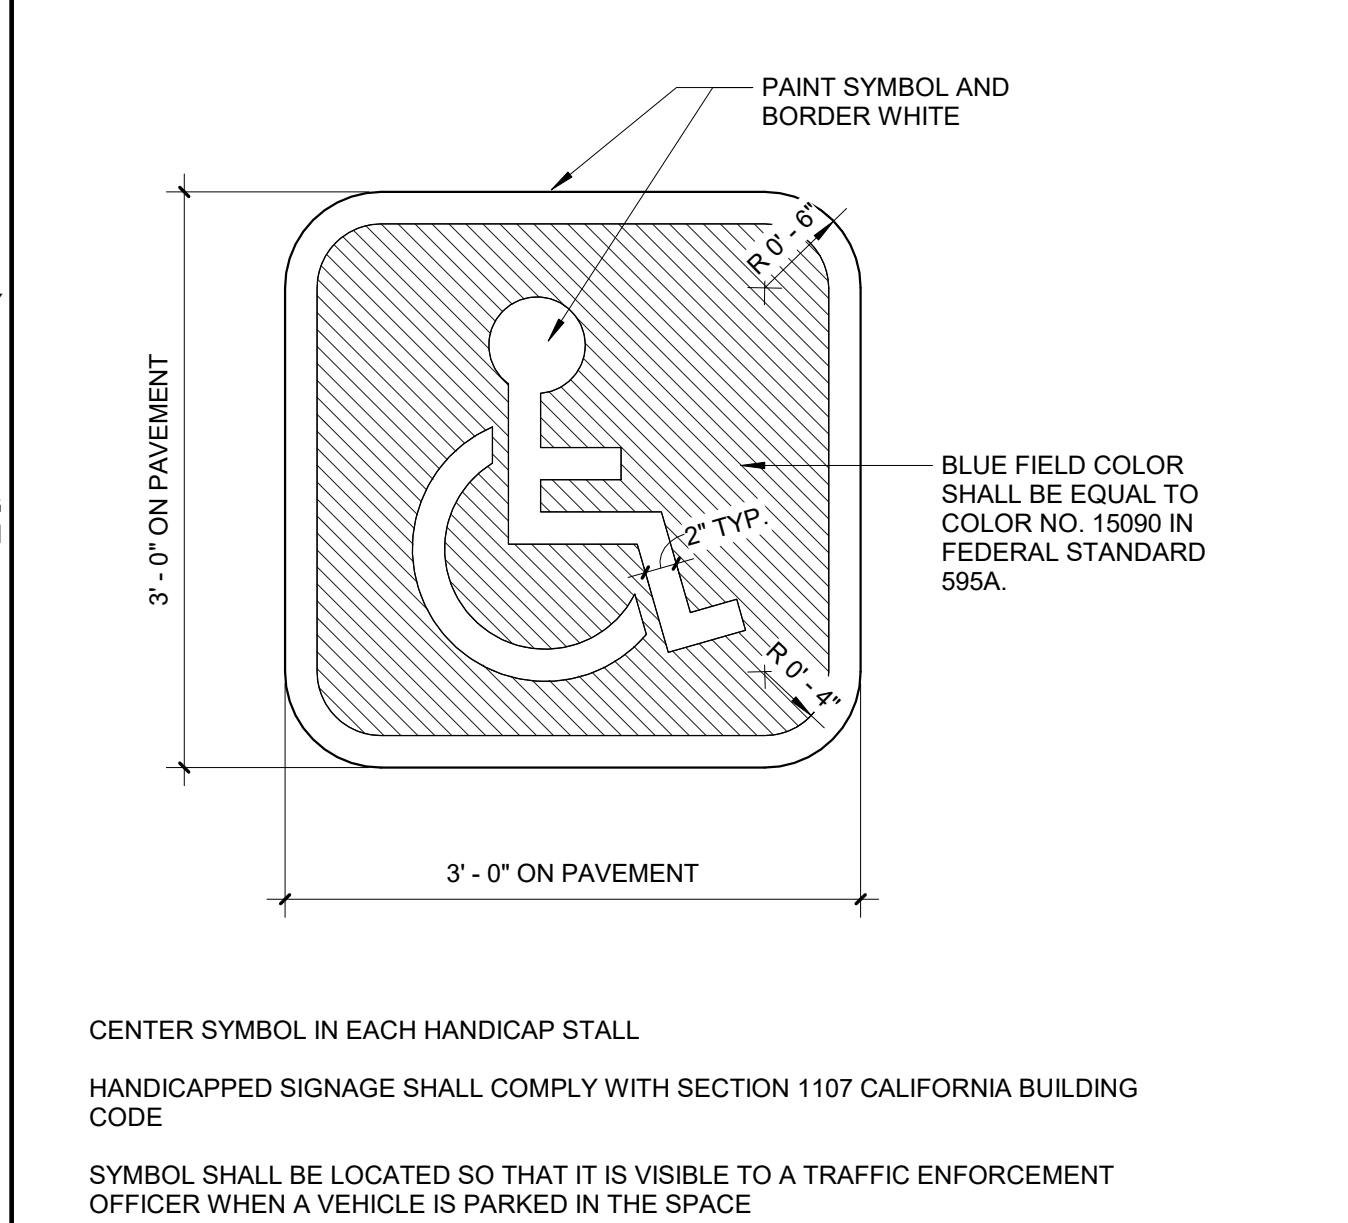 PAINT SYMBOL AND
BORDER WHITE
R 0' - 6"
3' - 0" ON PAVEMENT
BLUE FIELD COLOR
SHALL BE EQUAL TO
COLOR NO. 15090 IN
FEDERAL STANDARD
595A.
2" TYP.
R 0' - 4"
3' - 0" ON PAVEMENT
CENTER SYMBOL IN EACH HANDICAP STALL
HANDICAPPED SIGNAGE SHALL COMPLY WITH SECTION 1107 CALIFORNIA BUILDING
CODE
SYMBOL SHALL BE LOCATED SO THAT IT IS VISIBLE TO A TRAFFIC ENFORCEMENT
OFFICER WHEN A VEHICLE IS PARKED IN THE SPACE